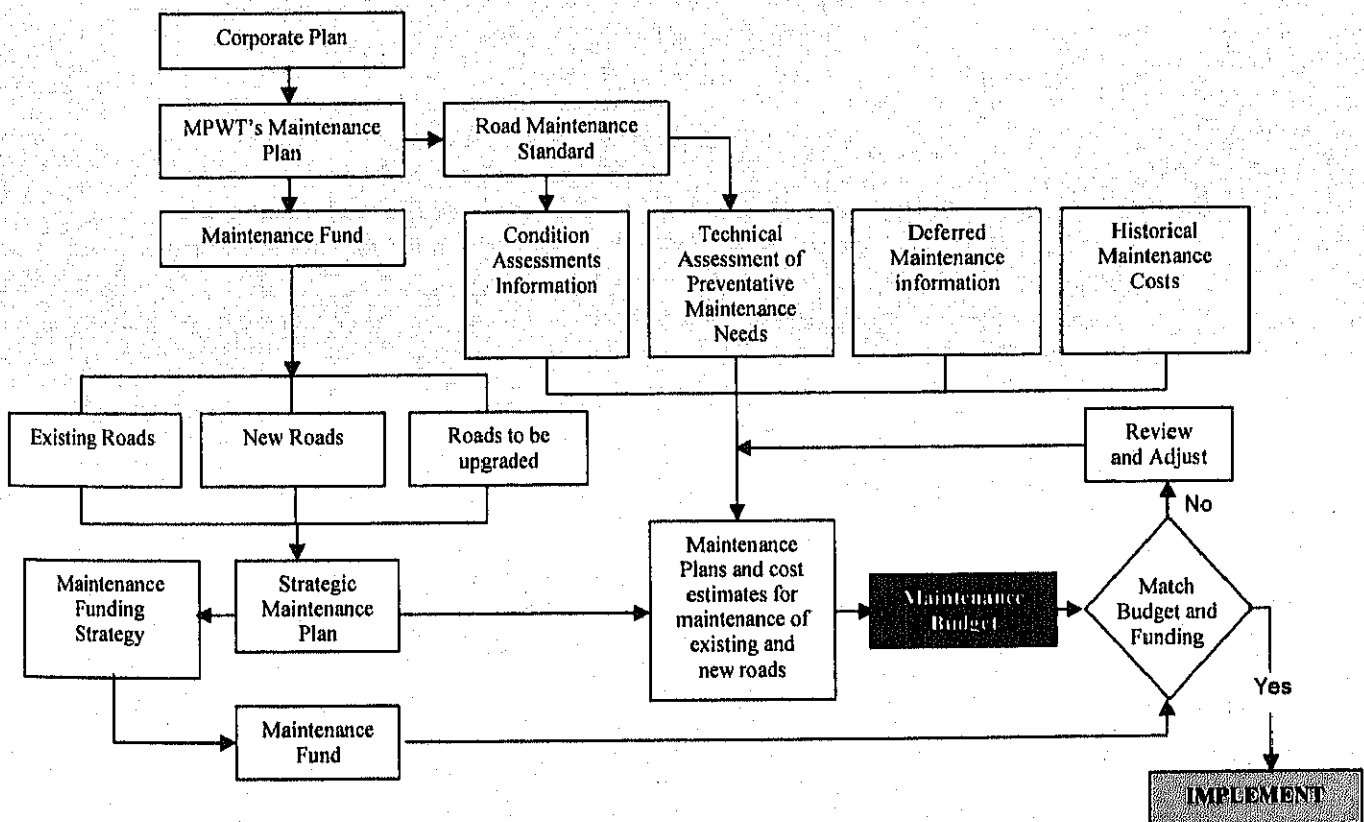 Corporate Plan
MPWT's Maintenance
Plan
Road Maintenance
Standard
Maintenance Fund
Condition
Assessments
Information
Technical
Assessment of
Preventative
Maintenance
Needs
Deferred
Maintenance
information
Historical
Maintenance
Costs
Existing Roads
New Roads
Roads to be
upgraded
Review
and Adjust
No
Maintenance
Funding
Strategy
Strategic
Maintenance
Plan
Maintenance
Plans and cost
estimates for
maintenance of
existing and
new roads
Maintenance
Budget
Match
Budget and
Funding
Yes
Maintenance
Fund
IMPLEMENT